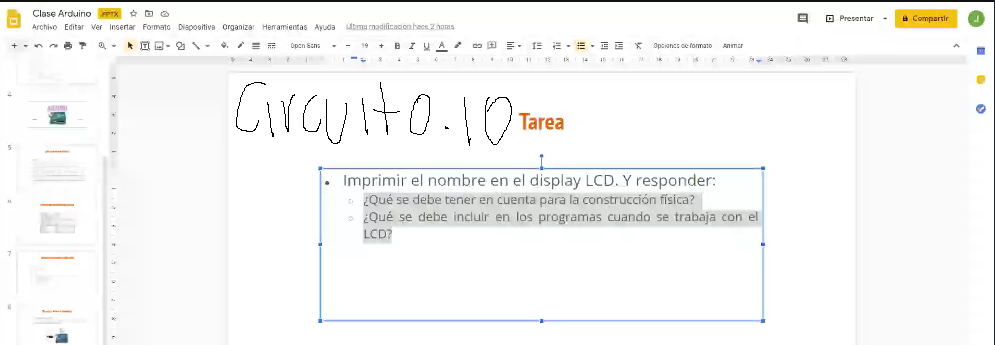 Clase Arduino .PPTX
Archivo Editar Ver Insertar Formato Diapositiva Organizar Herramientas Ayuda Última modificación hace 2 horas
Presentar Compartir J
Open Sans - 19 + B I U A Opciones de formato Animar
Circuito.10
Tarea
• Imprimir el nombre en el display LCD. Y responder:
○ ¿Qué se debe tener en cuenta para la construcción física?
○ ¿Qué se debe incluir en los programas cuando se trabaja con el
LCD?
4
5
7
8